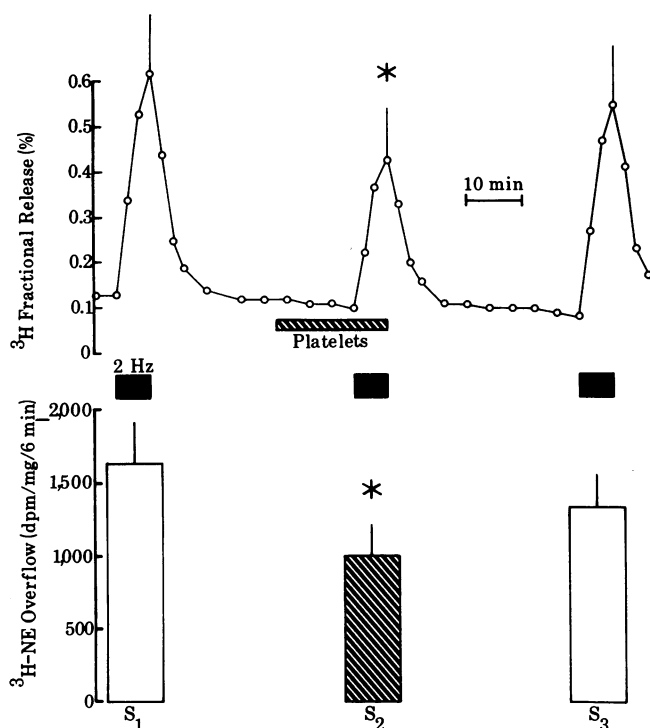 *
0.6
0.5
0.4
0.3
0.2
0.1
0
³H Fractional Release (%)
10 min
Platelets
2 Hz
2,000
1,500
1,000
500
0
³H-NE Overflow (dpm/mg/6 min)
*
S₁
S₂
S₃